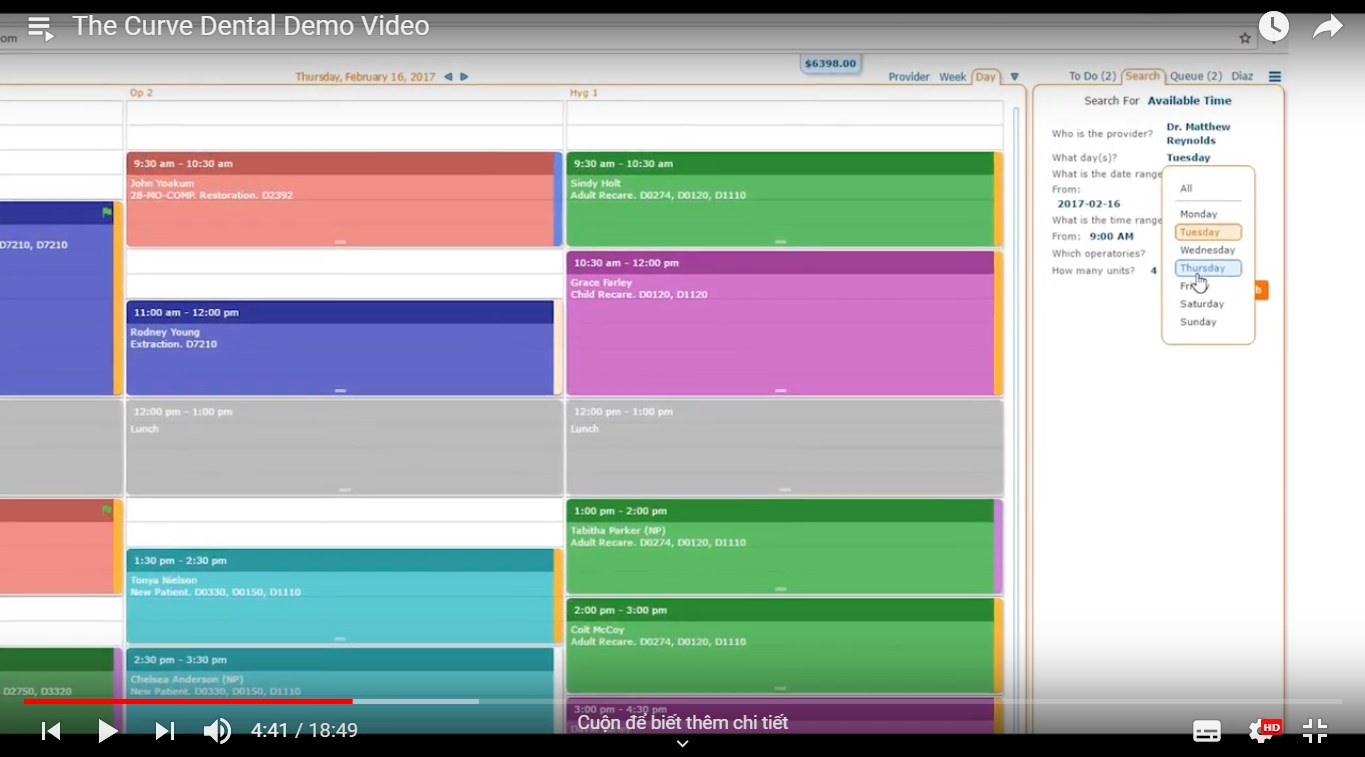 The Curve Dental Demo Video
om
$6398.00
Thursday, February 16, 2017
Provider Week Day
To Do (2) Search Queue (2) Diaz
Op 2
Hyg 1
Search For Available Time
Who is the provider? Dr. Matthew
Reynolds
What day(s)? Tuesday
What is the date range
From:
2017-02-16
What is the time range
From: 9:00 AM
Which operatories?
How many units? 4
All
Monday
Tuesday
Wednesday
Thursday
Saturday
Sunday
h
D7210, D7210
D2750, D3320
9:30 am - 10:30 am
John Yoakum
28-MO-COMP. Restoration. D2392
11:00 am - 12:00 pm
Rodney Young
Extraction. D7210
12:00 pm - 1:00 pm
Lunch
1:30 pm - 2:30 pm
Tonya Nielson
New Patient. D0330, D0150, D1110
2:30 pm - 3:30 pm
Chelsea Anderson (NP)
New Patient. D0330, D0150, D1110
9:30 am - 10:30 am
Sindy Holt
Adult Recare. D0274, D0120, D1110
10:30 am - 12:00 pm
Grace Farley
Child Recare. D0120, D1120
12:00 pm - 1:00 pm
Lunch
1:00 pm - 2:00 pm
Tabitha Parker (NP)
Adult Recare. D0274, D0120, D1110
2:00 pm - 3:00 pm
Colt McCoy
Adult Recare. D0274, D0120, D1110
3:00 pm - 4:30 pm
4:41 / 18:49
Cuộn để biết thêm chi tiết
HD